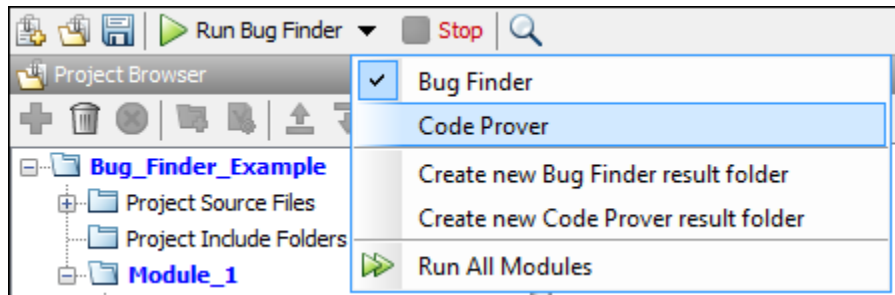 Run Bug Finder Stop
Project Browser
Bug Finder
Code Prover
Bug_Finder_Example
Create new Bug Finder result folder
Project Source Files
Create new Code Prover result folder
Project Include Folders
Run All Modules
Module_1